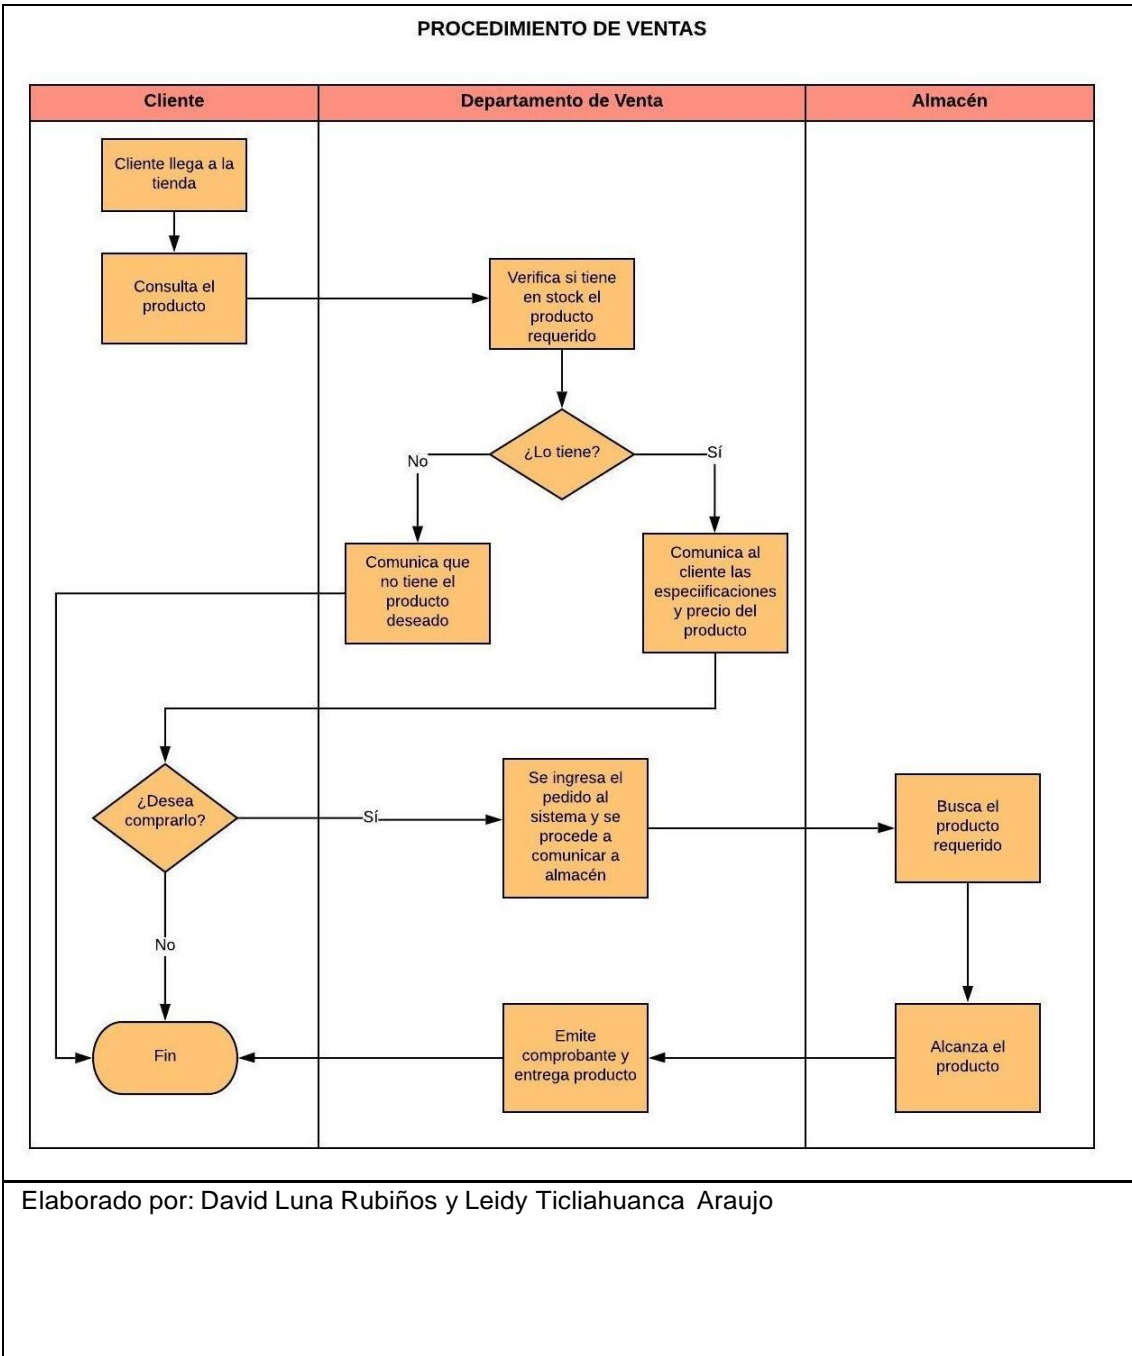 PROCEDIMIENTO DE VENTAS
Cliente
Departamento de Venta
Almacén
Cliente llega a la
tienda
Consulta el
producto
Verifica si tiene
en stock el
producto
requerido
¿Lo tiene?
No
Sí
Comunica que
no tiene el
producto
deseado
Comunica al
cliente las
especiificaciones
y precio del
producto
¿Desea
comprarlo?
Sí
Se ingresa el
pedido al
sistema y se
procede a
comunicar a
almacén
Busca el
producto
requerido
No
Fin
Emite
comprobante y
entrega producto
Alcanza el
producto
Elaborado por: David Luna Rubiños y Leidy Ticliahuanca Araujo